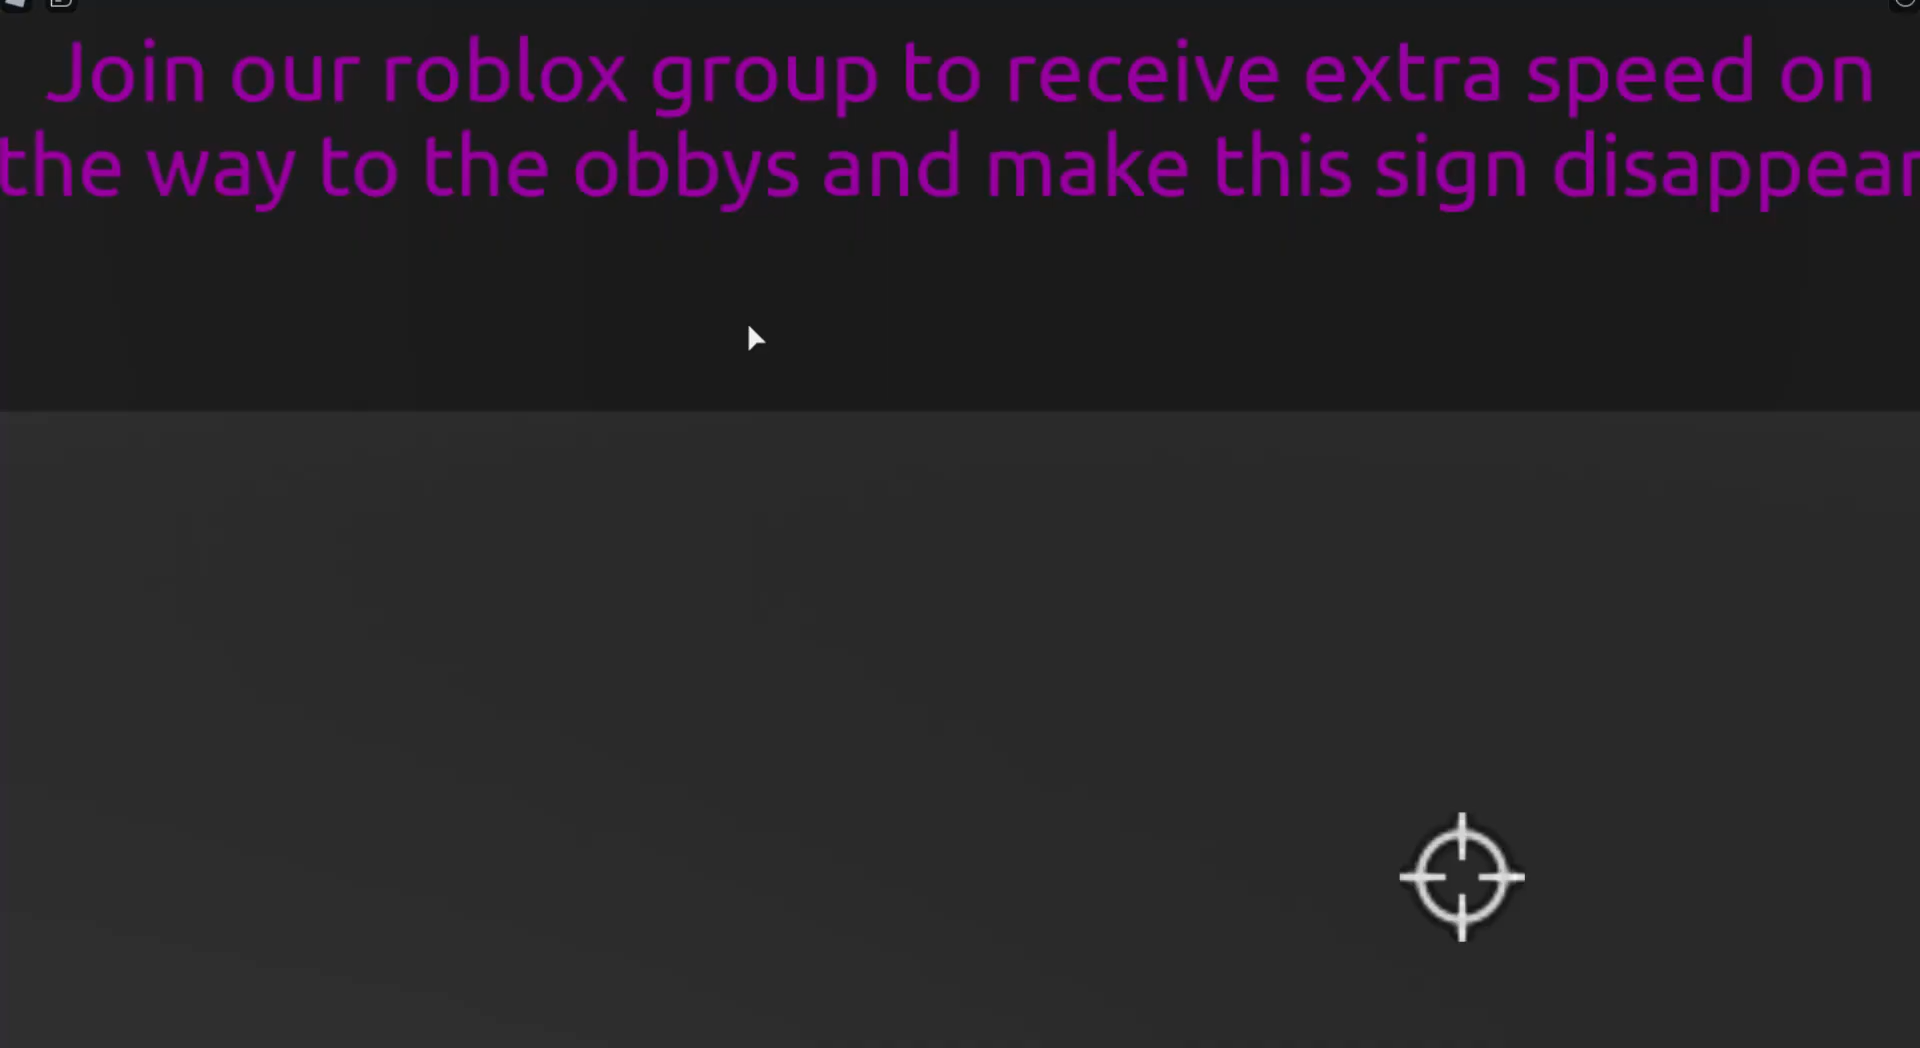 Join our roblox group to receive extra speed on
the way to the obbys and make this sign disappear